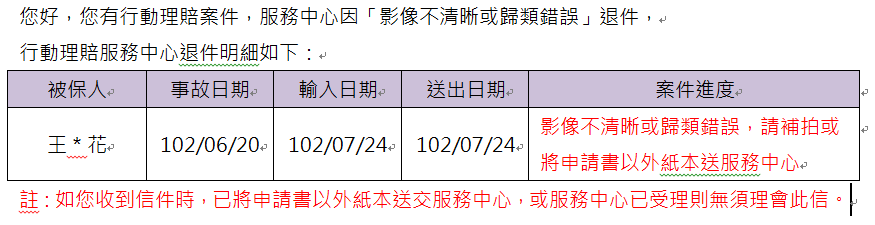 您好，您有行動理賠案件，服務中心因「影像不清晰或歸類錯誤」退件，
行動理賠服務中心退件明細如下：
被保人 事故日期 輸入日期 送出日期 案件進度
王*花 102/06/20 102/07/24 102/07/24 影像不清晰或歸類錯誤，請補拍或
將申請書以外紙本送服務中心
註：如您收到信件時，已將申請書以外紙本送交服務中心，或服務中心已受理則無須理會此信。